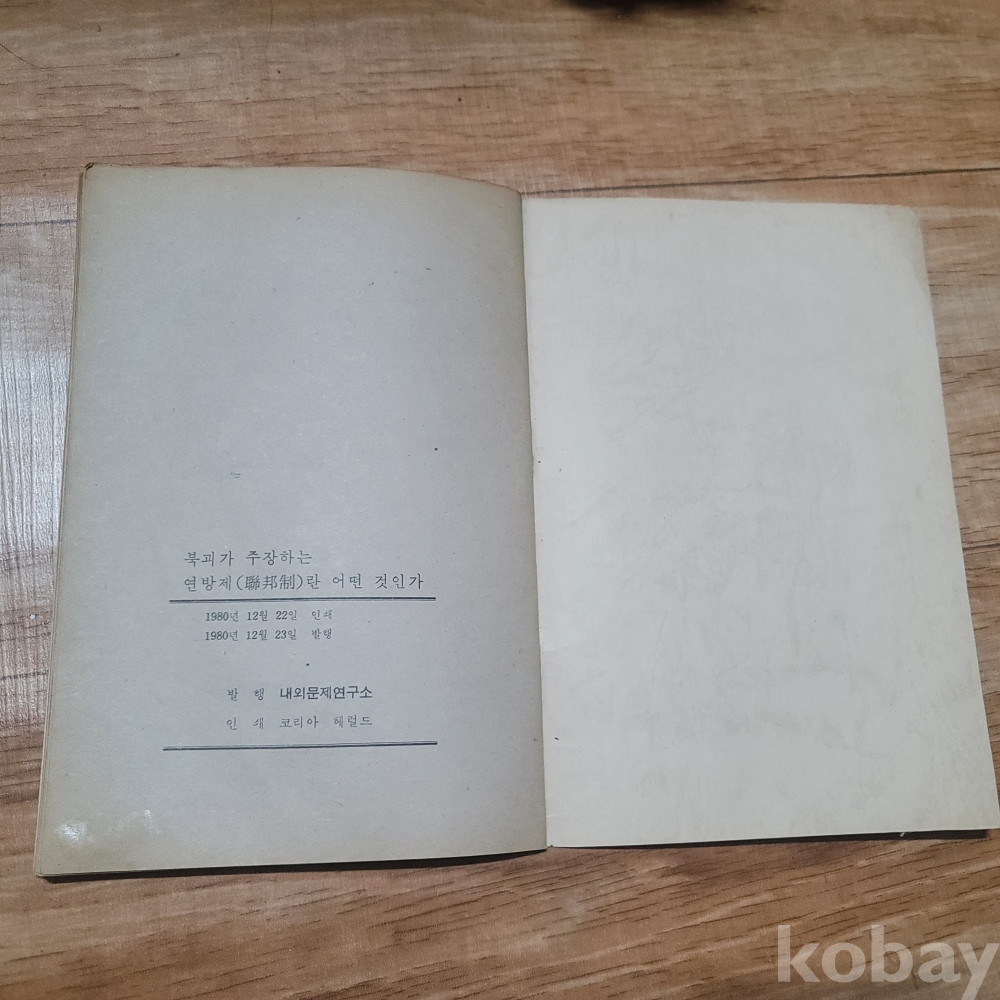 북괴가 주장하는
연방제(聯邦制)란 어떤 것인가
1980년 12월 22일 인쇄
1980년 12월 23일 발행
발 행 내외문제연구소
인 쇄 코리아 헤럴드
kobay